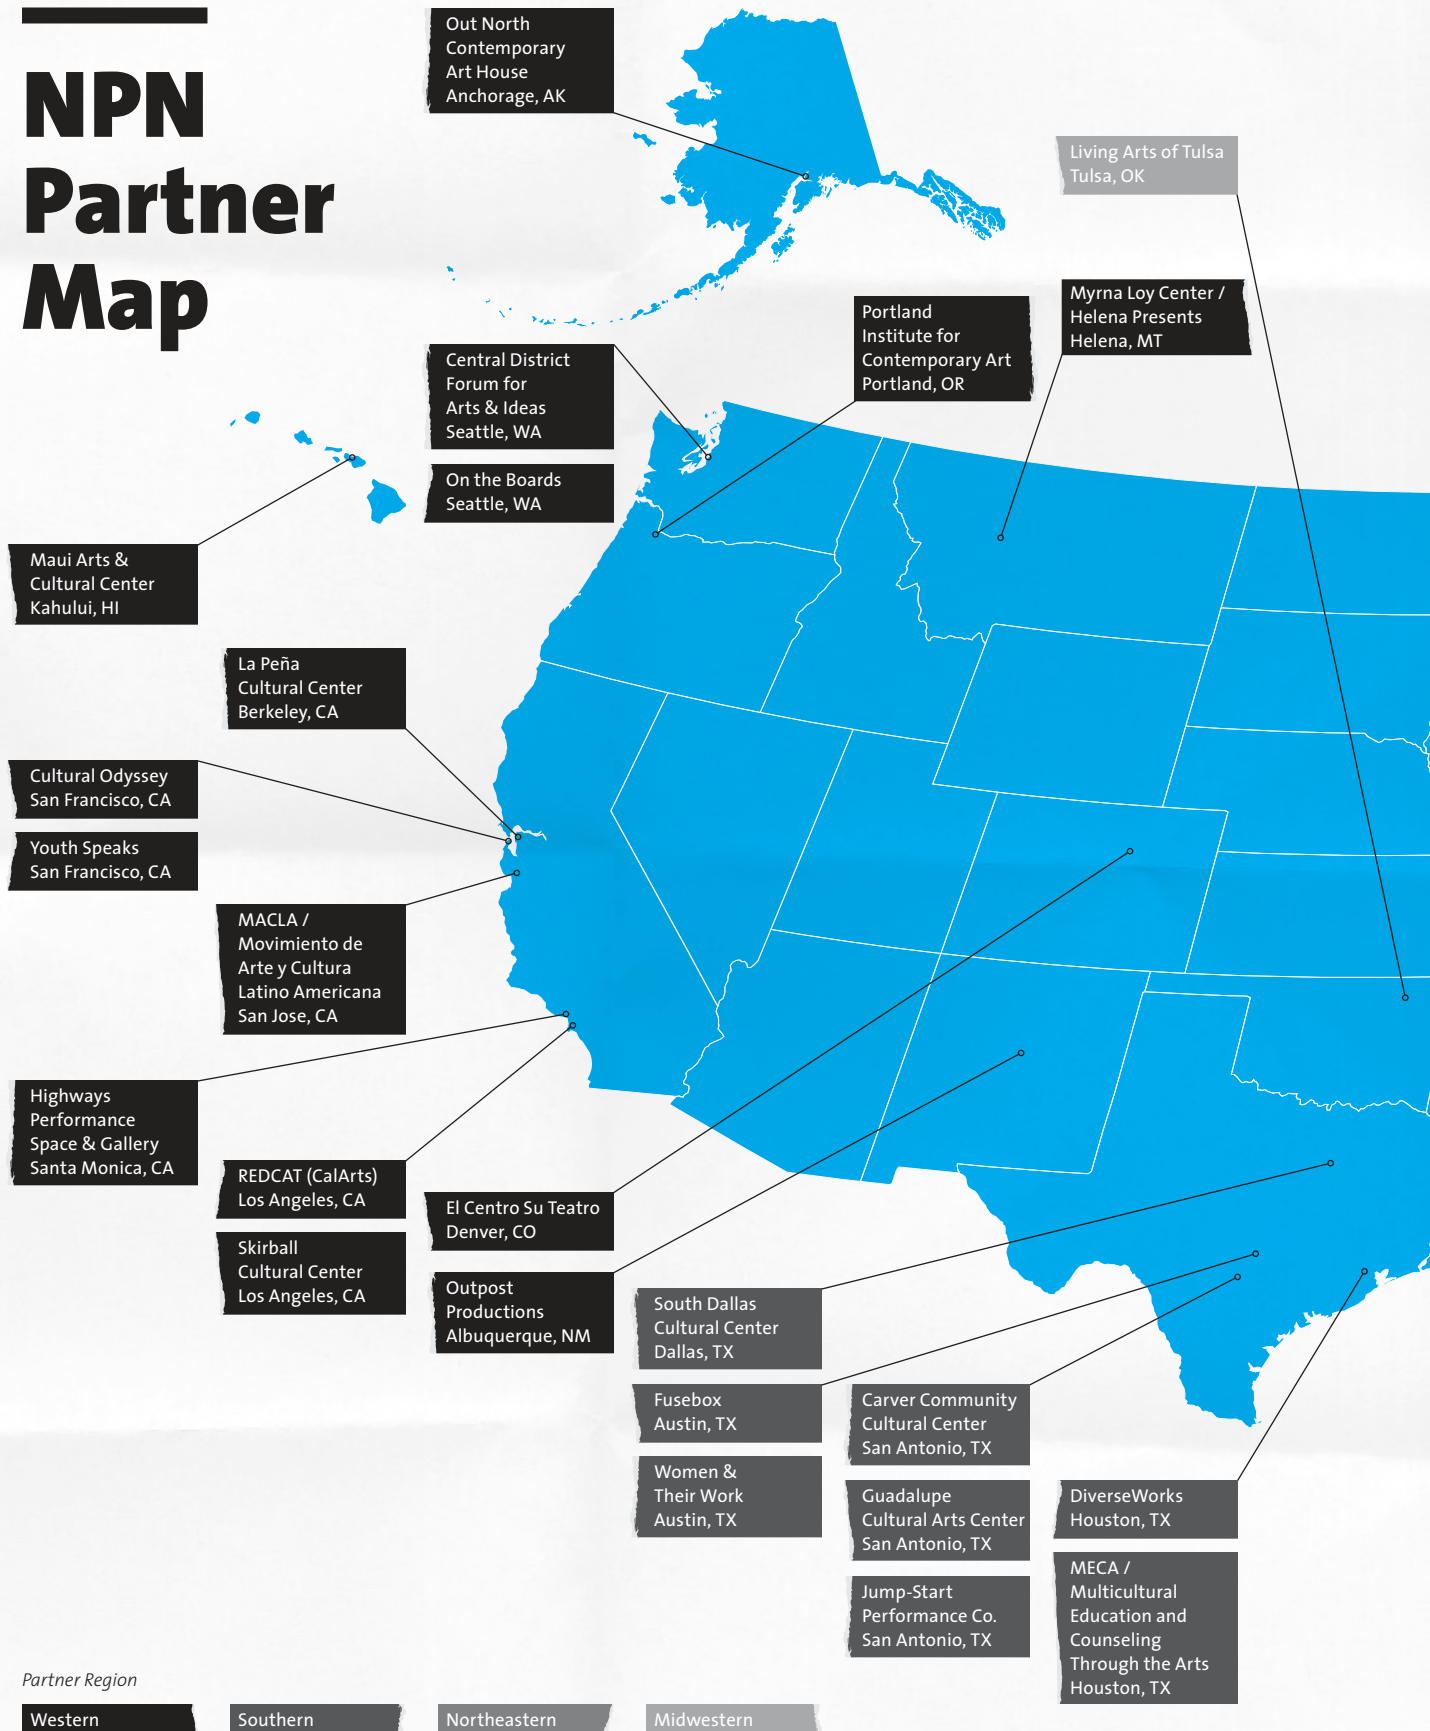 NPN
Partner
Map
Out North
Contemporary
Art House
Anchorage, AK
Living Arts of Tulsa
Tulsa, OK
Myrna Loy Center /
Helena Presents
Helena, MT
Portland
Institute for
Contemporary Art
Portland, OR
Central District
Forum for
Arts & Ideas
Seattle, WA
On the Boards
Seattle, WA
Maui Arts &
Cultural Center
Kahului, HI
La Peña
Cultural Center
Berkeley, CA
Cultural Odyssey
San Francisco, CA
Youth Speaks
San Francisco, CA
MACLA /
Movimiento de
Arte y Cultura
Latino Americana
San Jose, CA
Highways
Performance
Space & Gallery
Santa Monica, CA
REDCAT (CalArts)
Los Angeles, CA
Skirball
Cultural Center
Los Angeles, CA
El Centro Su Teatro
Denver, CO
Outpost
Productions
Albuquerque, NM
South Dallas
Cultural Center
Dallas, TX
Fusebox
Austin, TX
Women &
Their Work
Austin, TX
Carver Community
Cultural Center
San Antonio, TX
Guadalupe
Cultural Arts Center
San Antonio, TX
Jump-Start
Performance Co.
San Antonio, TX
DiverseWorks
Houston, TX
MECA /
Multicultural
Education and
Counseling
Through the Arts
Houston, TX
Partner Region
Western
Southern
Northeastern
Midwestern